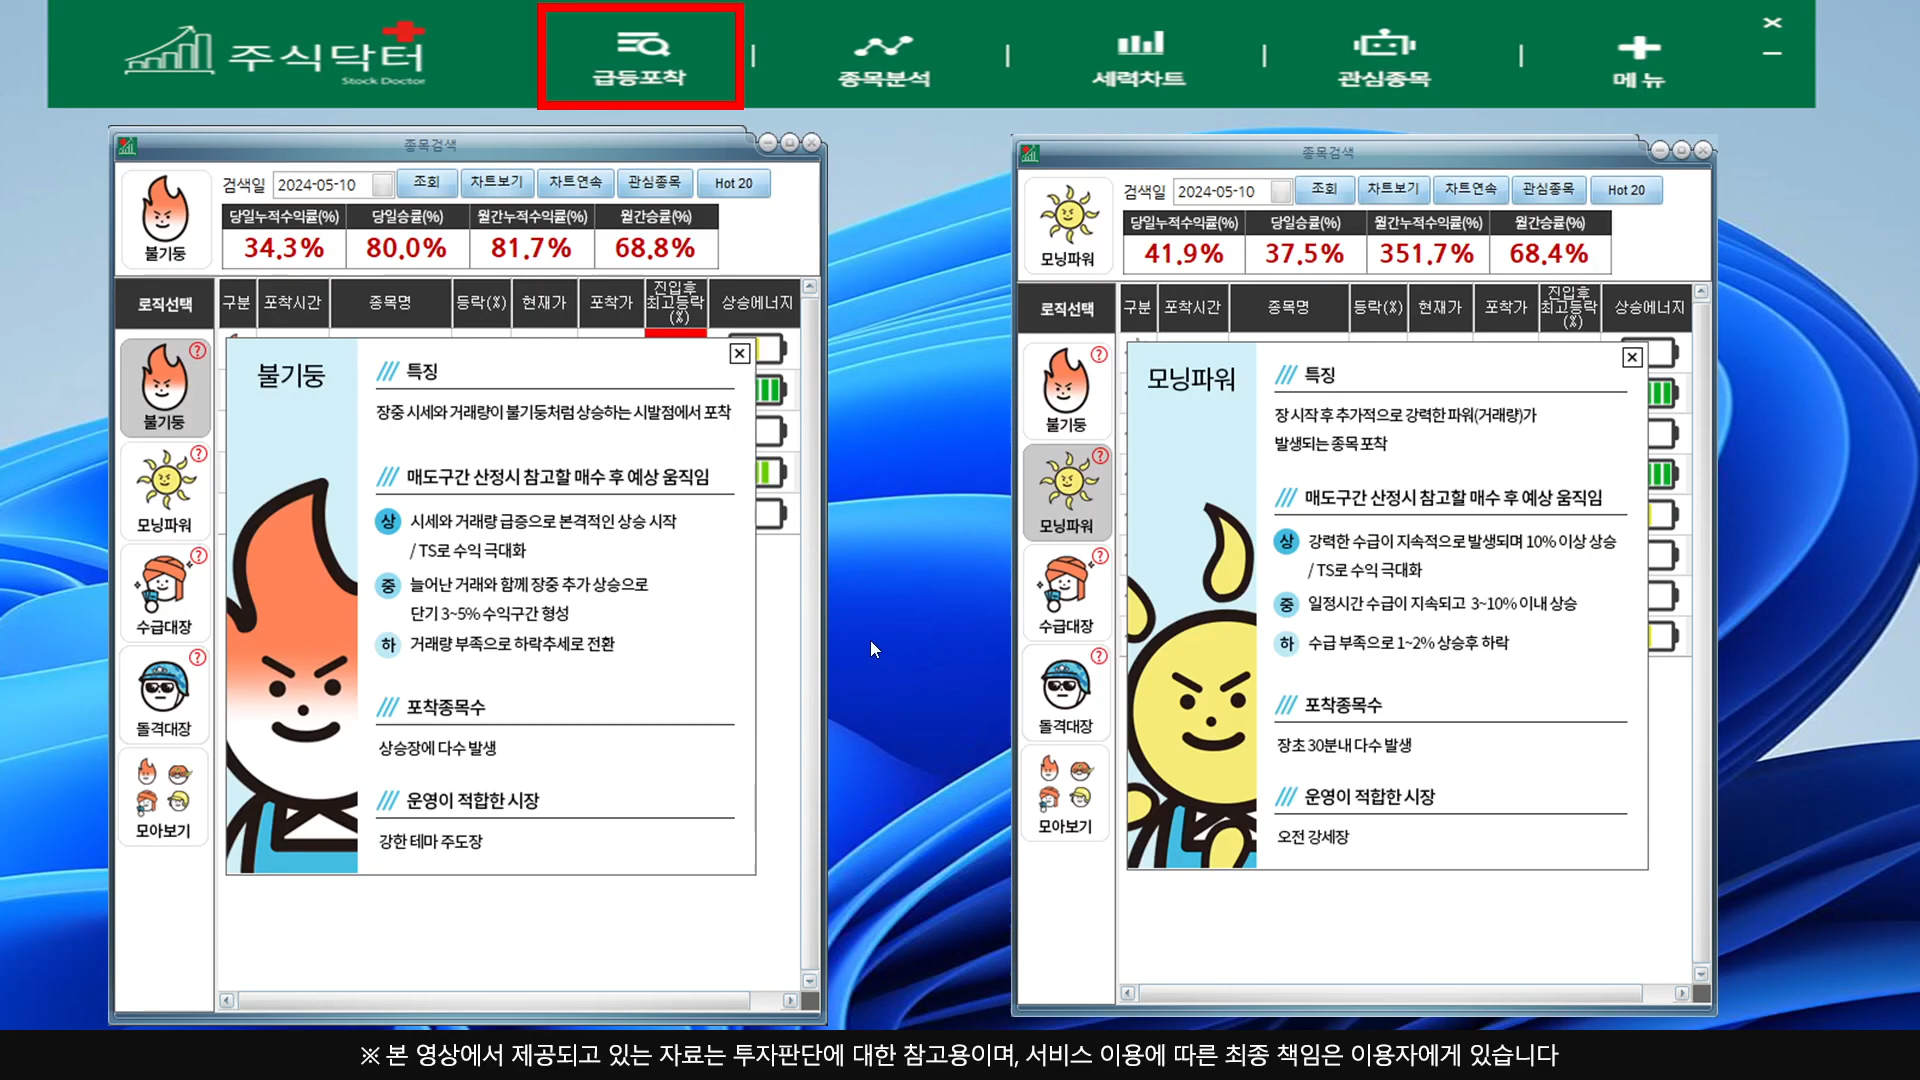 주식닥터
Stock Doctor
급등포착
종목분석
세력차트
관심종목
메뉴
종목검색
불기둥
검색일 2024-05-10 조회 차트보기 차트연속 관심종목 Hot 20
당일누적수익률(%) 당일승률(%) 월간누적수익률(%) 월간승률(%)
34.3% 80.0% 81.7% 68.8%
로직선택 구분 포착시간 종목명 등락(%) 현재가 포착가 진입후 최고등락 (%) 상승에너지
불기둥
모닝파워
수급대장
돌격대장
모아보기
불기둥
/// 특징
장중 시세와 거래량이 불기둥처럼 상승하는 시발점에서 포착
/// 매도구간 산정시 참고할 매수 후 예상 움직임
상 시세와 거래량 급증으로 본격적인 상승 시작
/ TS로 수익 극대화
중 늘어난 거래와 함께 장중 추가 상승으로
단기 3~5% 수익구간 형성
하 거래량 부족으로 하락추세로 전환
/// 포착종목수
상승장에 다수 발생
/// 운영이 적합한 시장
강한 테마 주도장
종목검색
모닝파워
검색일 2024-05-10 조회 차트보기 차트연속 관심종목 Hot 20
당일누적수익률(%) 당일승률(%) 월간누적수익률(%) 월간승률(%)
41.9% 37.5% 351.7% 68.4%
로직선택 구분 포착시간 종목명 등락(%) 현재가 포착가 진입후 최고등락 (%) 상승에너지
불기둥
모닝파워
수급대장
돌격대장
모아보기
모닝파워
/// 특징
장 시작 후 추가적으로 강력한 파워(거래량)가
발생되는 종목 포착
/// 매도구간 산정시 참고할 매수 후 예상 움직임
상 강력한 수급이 지속적으로 발생되며 10% 이상 상승
/ TS로 수익 극대화
중 일정시간 수급이 지속되고 3~10% 이내 상승
하 수급 부족으로 1~2% 상승후 하락
/// 포착종목수
장초 30분내 다수 발생
/// 운영이 적합한 시장
오전 강세장
※ 본 영상에서 제공되고 있는 자료는 투자판단에 대한 참고용이며, 서비스 이용에 따른 최종 책임은 이용자에게 있습니다